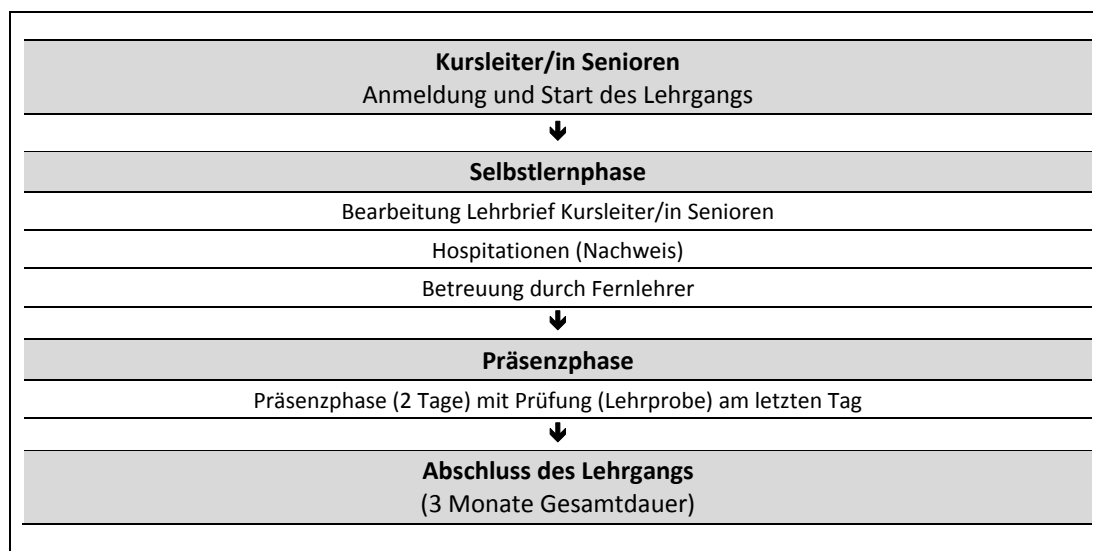 Kursleiter/in Senioren
Anmeldung und Start des Lehrgangs
🡻
Selbstlernphase
Bearbeitung Lehrbrief Kursleiter/in Senioren
Hospitationen (Nachweis)
Betreuung durch Fernlehrer
🡻
Präsenzphase
Präsenzphase (2 Tage) mit Prüfung (Lehrprobe) am letzten Tag
🡻
Abschluss des Lehrgangs
(3 Monate Gesamtdauer)